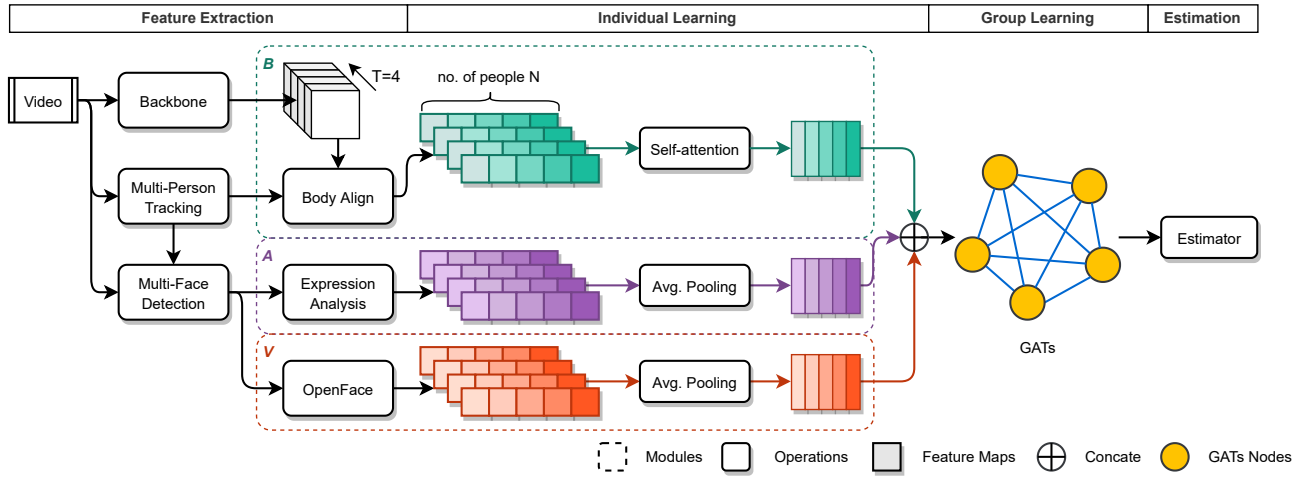 Feature Extraction
Individual Learning
Group Learning
Estimation
B
T=4
no. of people N
Video
Backbone
Self-attention
Multi-Person
Tracking
Body Align
Estimator
A
Multi-Face
Detection
Expression
Analysis
Avg. Pooling
GATs
V
OpenFace
Avg. Pooling
Modules
Operations
Feature Maps
Concate
GATs Nodes